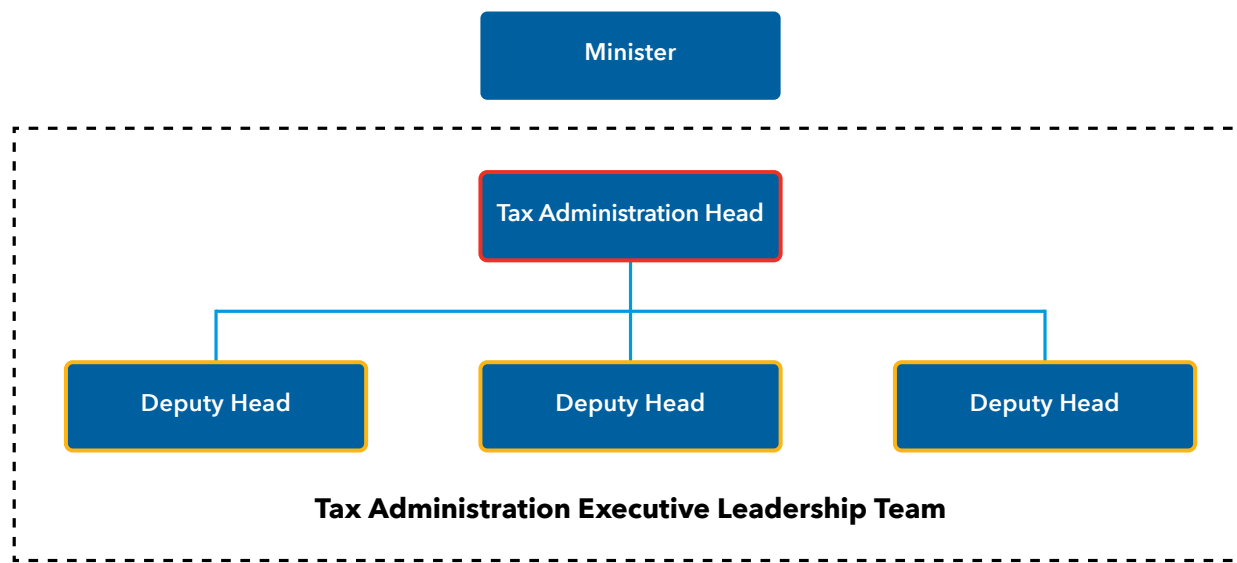 Minister
Tax Administration Head
Deputy Head
Deputy Head
Deputy Head
Tax Administration Executive Leadership Team